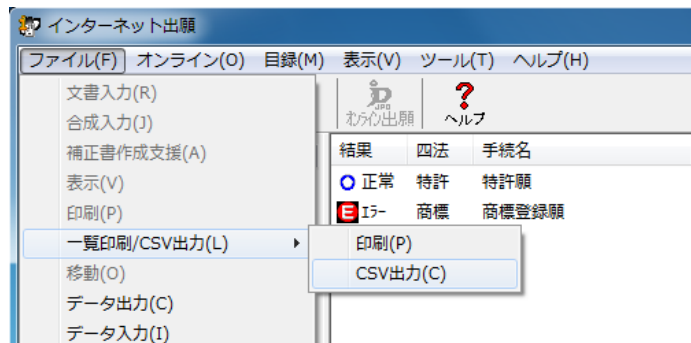 インターネット出願
ファイル(F) オンライン(O) 目録(M) 表示(V) ツール(T) ヘルプ(H)
文書入力(R)
合成入力(J)
補正書作成支援(A)
表示(V)
印刷(P)
一覧印刷/CSV出力(L)
移動(O)
データ出力(C)
データ入力(I)
JPO
オンライン出願
?
ヘルプ
結果 四法 手続名
正常 特許 特許願
E エラー 商標 商標登録願
印刷(P)
CSV出力(C)